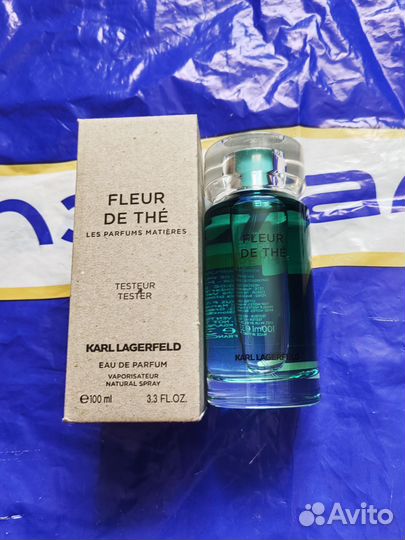 FLEUR
DE THÉ
LES PARFUMS MATIÈRES
TESTEUR
TESTER
KARL LAGERFELD
EAU DE PARFUM
VAPORISATEUR
NATURAL SPRAY
℮100 ml 3.3 FL.OZ.
FLEUR
DE THÉ
KARL LAGERFELD
Avito